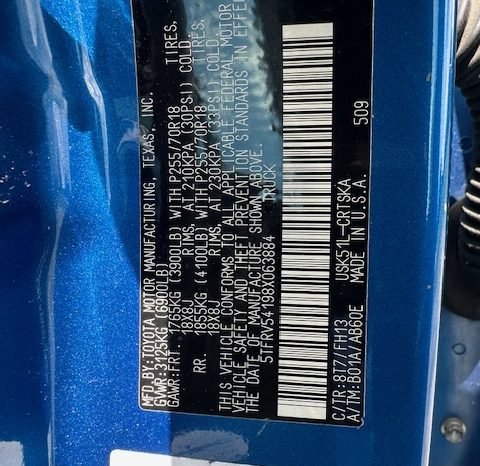 MFD.BY:TOYOTA MOTOR MANUFACTURING, TEXAS, INC.
GVWR:3129KG (6900LB)
GAWR:FRT. 1765KG (3900LB) WITH P255/70R18 TIRES,
18X8J RIMS, AT 210KPA (30PSI) COLD.
RR. 1855KG (4100LB) WITH P255/70R18 TIRES,
18X8J RIMS, AT 230KPA (33PSI) COLD.
THIS VEHICLE CONFORMS TO ALL APPLICABLE FEDERAL MOTOR
VEHICLE SAFETY AND THEFT PREVENTION STANDARDS IN EFFECT
THE DATE OF MANUFACTURE SHOWN ABOVE.
5TFRV54198X063884 TRUCK
USK51L-CRTSKA
C/TR:8T7/FH13 MADE IN U.S.A.
A/TM:B01A/AB60E 509